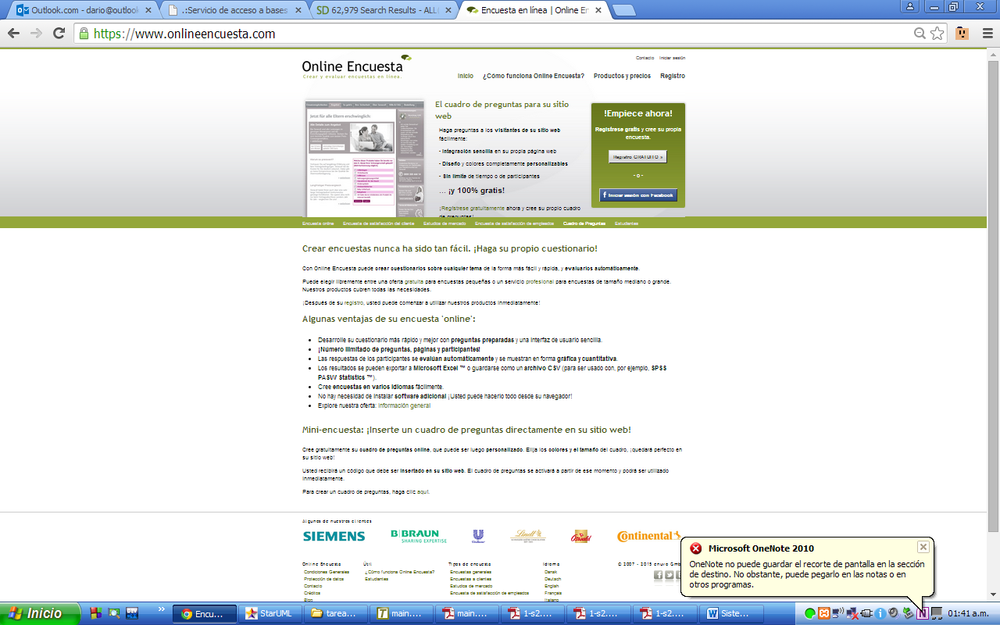 Outlook.com - dario@outlook
.:Servicio de acceso a bases
SD 62,979 Search Results - ALL
Encuesta en línea | Online En
https://www.onlineencuesta.com
Contacto Iniciar sesión
Online Encuesta
Crear y evaluar encuestas en línea.
Inicio ¿Cómo funciona Online Encuesta? Productos y precios Registro
Jetzt für alle Eltern erschwinglich:
El cuadro de preguntas para su sitio
web
Haga preguntas a los visitantes de su sitio web
fácilmente:
- Integración sencilla en su propia página web
- Diseño y colores completamente personalizables
- Sin límite de tiempo o de participantes
... ¡y 100% gratis!
¡Regístrese gratuitamente ahora y cree su propio cuadro
de preguntas!
!Empiece ahora!
Regístrese gratis y cree su propia
encuesta.
Registro GRATUITO »
- o -
Iniciar sesión con Facebook
Encuesta online Encuesta de satisfacción del cliente Estudios de mercado Encuesta de satisfacción de empleados Cuadro de Preguntas Estudiantes
Crear encuestas nunca ha sido tan fácil. ¡Haga su propio cuestionario!
Con Online Encuesta puede crear cuestionarios sobre cualquier tema de la forma más fácil y rápida, y evaluarlos automáticamente.
Puede elegir libremente entre una oferta gratuita para encuestas pequeñas o un servicio profesional para encuestas de tamaño mediano o grande.
Nuestros productos cubren todas las necesidades.
¡Después de su registro, usted puede comenzar a utilizar nuestros productos inmediatamente!
Algunas ventajas de su encuesta 'online':
Desarrolle su cuestionario más rápido y mejor con preguntas preparadas y una interfaz de usuario sencilla.
¡Número ilimitado de preguntas, páginas y participantes!
Las respuestas de los participantes se evalúan automáticamente y se muestran en forma gráfica y cuantitativa.
Los resultados se pueden exportar a Microsoft Excel ™ o guardarse como un archivo CSV (para ser usado con, por ejemplo, SPSS
PASW Statistics ™).
Cree encuestas en varios idiomas fácilmente.
No hay necesidad de instalar software adicional ¡Usted puede hacerlo todo desde su navegador!
Explore nuestra oferta: información general
Mini-encuesta: ¡Inserte un cuadro de preguntas directamente en su sitio web!
Cree gratuitamente su cuadro de preguntas online, que puede ser luego personalizado. Elija los colores y el tamaño del cuadro, ¡quedará perfecto en
su sitio web!
Usted recibirá un código que debe ser insertado en su sitio web. El cuadro de preguntas se activará a partir de ese momento y podrá ser utilizado
inmediatamente.
Para crear un cuadro de preguntas, haga clic aquí.
Algunos de nuestros clientes
SIEMENS B|BRAUN Unilever Lindt Oswald Continental
SHARING EXPERTISE
Online Encuesta Útil Tipos de encuesta Idioma © 2007 - 2015 enuvo Gmb
Condiciones Generales ¿Cómo funciona Online Encuesta? Encuestas generales Dansk
Protección de datos Estudiantes Encuestas a clientes Deutsch
Contacto Estudios de mercado English
Créditos Encuesta de satisfacción de empleados Français
Blog Italiano
Microsoft OneNote 2010
OneNote no puede guardar el recorte de pantalla en la sección
de destino. No obstante, puede pegarlo en las notas o en
otros programas.
Inicio » Encu... StarUML tarea... main.... main.... 1-s2.... 1-s2.... 1-s2.... Siste... 01:41 a.m.